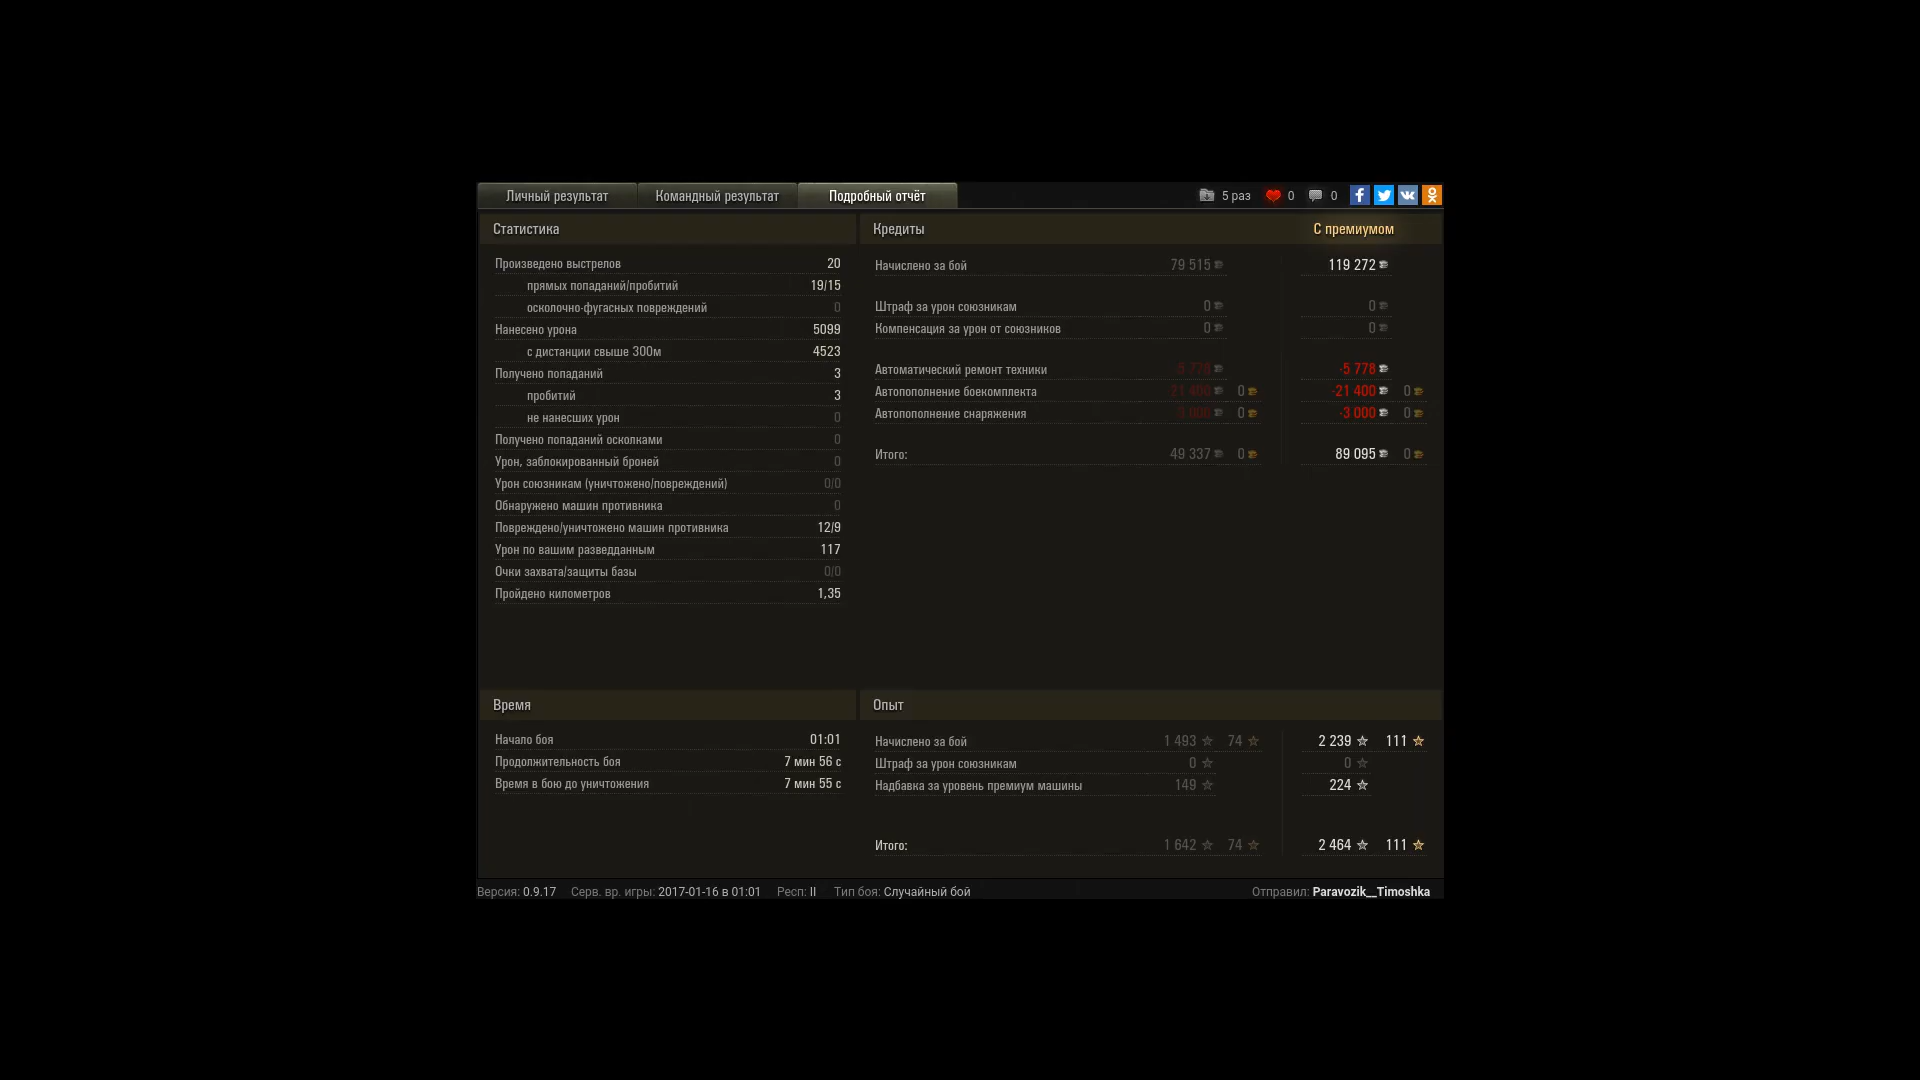 Личный результат Командный результат Подробный отчёт 5 раз 0 0
Статистика
Произведено выстрелов 20
прямых попаданий/пробитий 19/15
осколочно-фугасных повреждений 0
Нанесено урона 5099
с дистанции свыше 300м 4523
Получено попаданий 3
пробитий 3
не нанесших урон 0
Получено попаданий осколками 0
Урон, заблокированный броней 0
Урон союзникам (уничтожено/повреждений) 0/0
Обнаружено машин противника 0
Повреждено/уничтожено машин противника 12/9
Урон по вашим разведданным 117
Очки захвата/защиты базы 0/0
Пройдено километров 1,35
Кредиты С премиумом
Начислено за бой 79 515 119 272
Штраф за урон союзникам 0 0
Компенсация за урон от союзников 0 0
Автоматический ремонт техники -5 778 -5 778
Автопополнение боекомплекта -21 400 0 -21 400 0
Автопополнение снаряжения -3 000 0 -3 000 0
Итого: 49 337 0 89 095 0
Время
Начало боя 01:01
Продолжительность боя 7 мин 56 с
Время в бою до уничтожения 7 мин 55 с
Опыт
Начислено за бой 1 493 74 2 239 111
Штраф за урон союзникам 0 0
Надбавка за уровень премиум машины 149 224
Итого: 1 642 74 2 464 111
Версия: 0.9.17 Серв. вр. игры: 2017-01-16 в 01:01 Респ: II Тип боя: Случайный бой Отправил: Paravozik__Timoshka